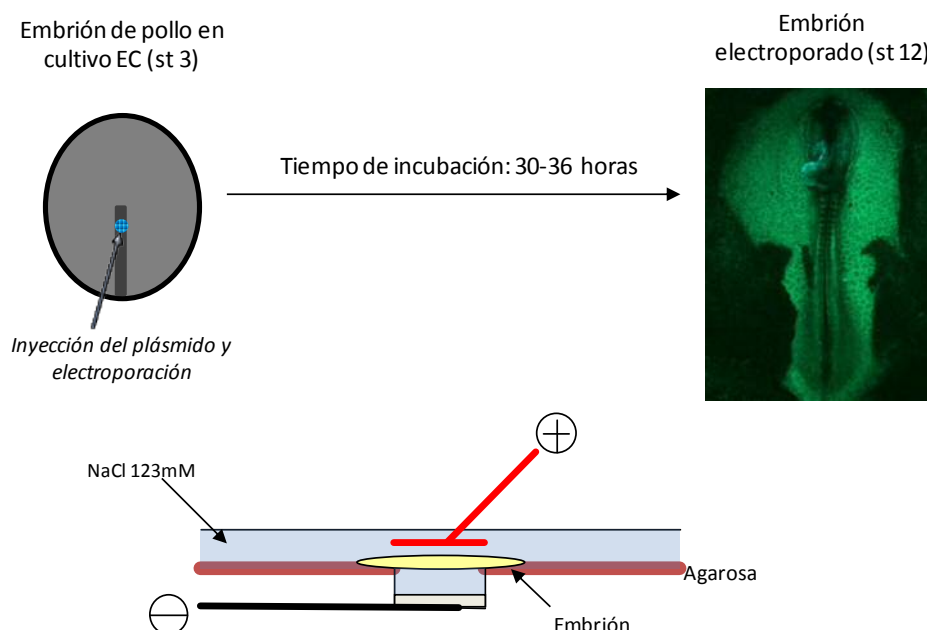 Embrión de pollo en
cultivo EC (st 3)
Embrión
electroporado (st 12)
Tiempo de incubación: 30-36 horas
Inyección del plásmido y
electroporación
NaCl 123mM
Agarosa
Embrión